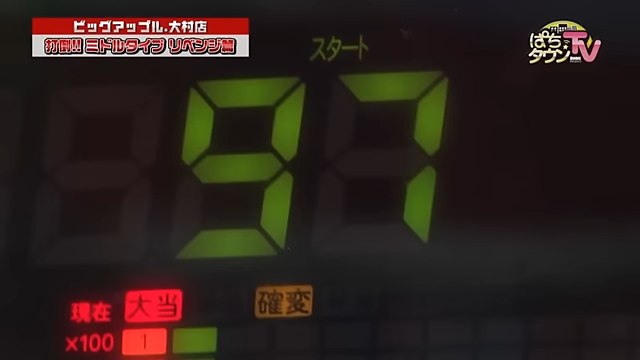 ビッグアップル.大村店
打倒!! ミドルタイプ リベンジ篇
ぱち
タウンTV
スタート
97
現在 大当 確変
×100 1